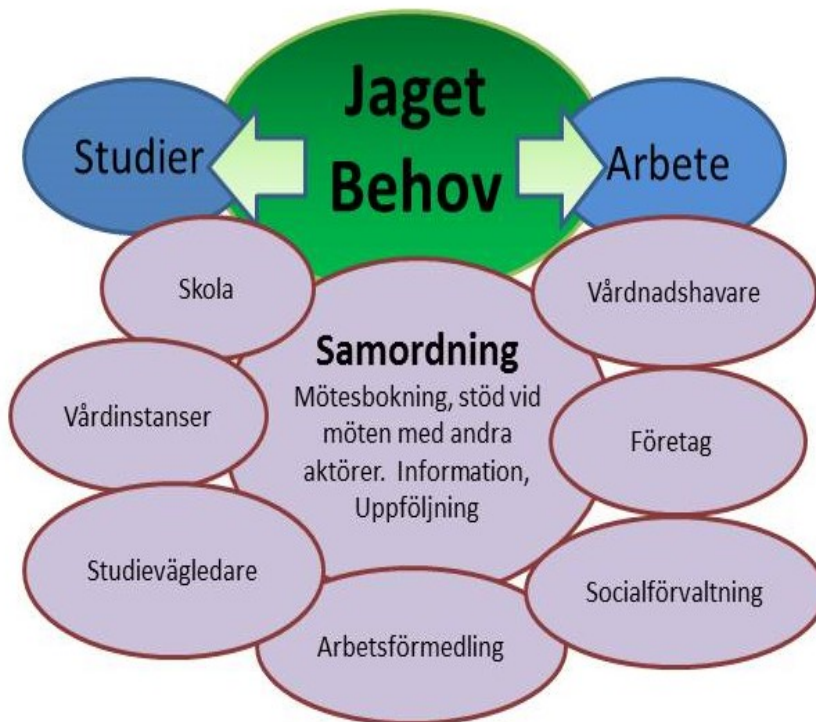 Jaget
Behov
Studier
Arbete
Skola
Vårdnadshavare
Samordning
Mötesbokning, stöd vid
möten med andra
aktörer. Information,
Uppföljning
Vårdinstanser
Företag
Studievägledare
Socialförvaltning
Arbetsförmedling